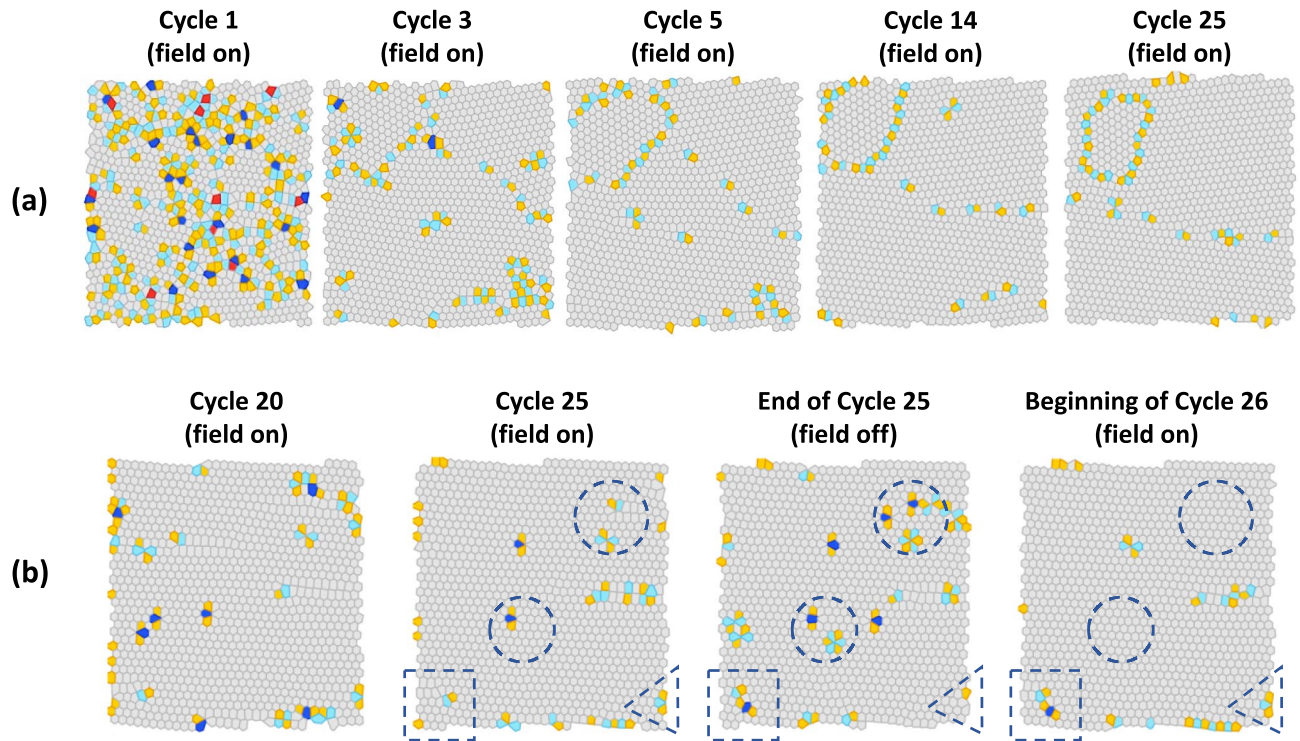 Cycle 1
(field on)
Cycle 3
(field on)
Cycle 5
(field on)
Cycle 14
(field on)
Cycle 25
(field on)
(a)
Cycle 20
(field on)
Cycle 25
(field on)
End of Cycle 25
(field off)
Beginning of Cycle 26
(field on)
(b)